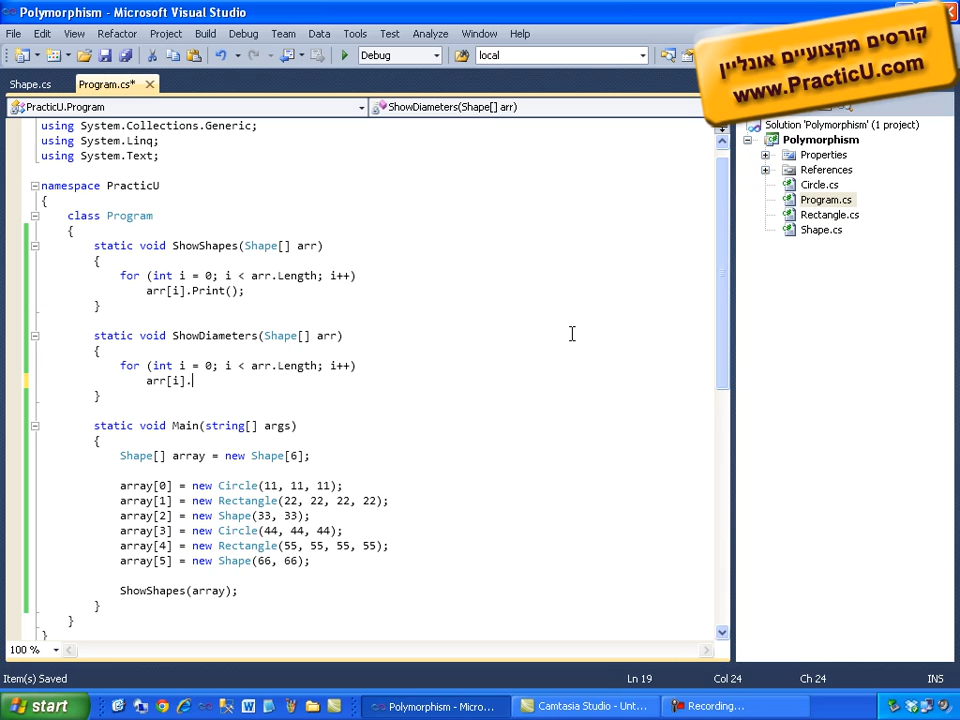 Polymorphism - Microsoft Visual Studio
קורסים מקצועיים אונליין
www.PracticU.com
File Edit View Refactor Project Build Debug Team Data Tools Test Analyze Window Help
Debug local
Shape.cs Program.cs*
PracticU.Program ShowDiameters(Shape[] arr)
using System.Collections.Generic;
using System.Linq;
using System.Text;
namespace PracticU
{
class Program
{
static void ShowShapes(Shape[] arr)
{
for (int i = 0; i < arr.Length; i++)
arr[i].Print();
}
static void ShowDiameters(Shape[] arr)
{
for (int i = 0; i < arr.Length; i++)
arr[i].
}
static void Main(string[] args)
{
Shape[] array = new Shape[6];
array[0] = new Circle(11, 11, 11);
array[1] = new Rectangle(22, 22, 22, 22);
array[2] = new Shape(33, 33);
array[3] = new Circle(44, 44, 44);
array[4] = new Rectangle(55, 55, 55, 55);
array[5] = new Shape(66, 66);
ShowShapes(array);
}
}
}
Solution 'Polymorphism' (1 project)
Polymorphism
Properties
References
Circle.cs
Program.cs
Rectangle.cs
Shape.cs
100 %
Item(s) Saved Ln 19 Col 24 Ch 24 INS
start Polymorphism - Micro... Camtasia Studio - Unt... Recording...